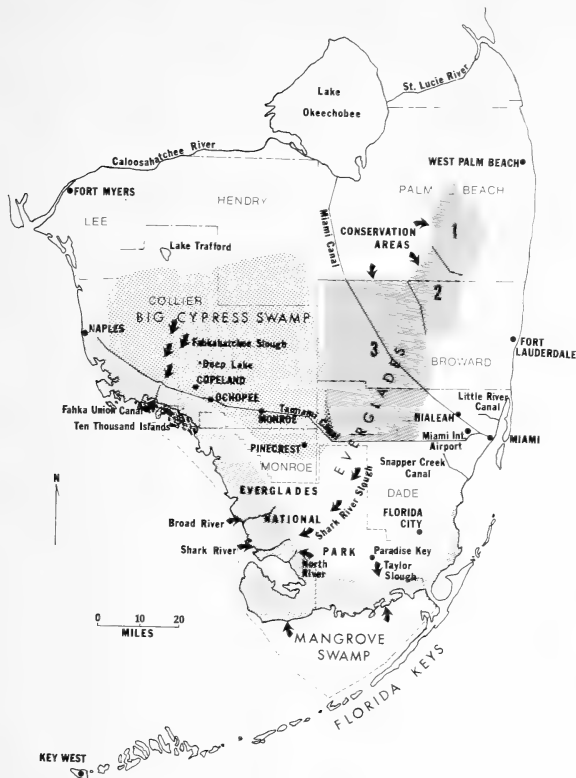 Lake
Okeechobee
St. Lucie River
Caloosahatchee River
WEST PALM BEACH
FORT MYERS
HENDRY
PALM BEACH
LEE
Miami Canal
CONSERVATION
AREAS
1
Lake Trafford
2
COLLIER
BIG CYPRESS SWAMP
NAPLES
Fahkahatchee Slough
3
FORT
LAUDERDALE
Deep Lake
BROWARD
COPELAND
EVERGLADES
OCHOPEE
Little River
Canal
Fahka Union Canal
Tamiami
MONROE
HIALEAH
Ten Thousand Islands
Miami Int.
Airport
MIAMI
PINECREST
MONROE
Snapper Creek
Canal
EVERGLADES
DADE
N
NATIONAL
Shark River Slough
FLORIDA
CITY
Broad River
Shark River
PARK
Paradise Key
North
River
Taylor
Slough
0 10 20
MILES
MANGROVE
SWAMP
FLORIDA KEYS
KEY WEST